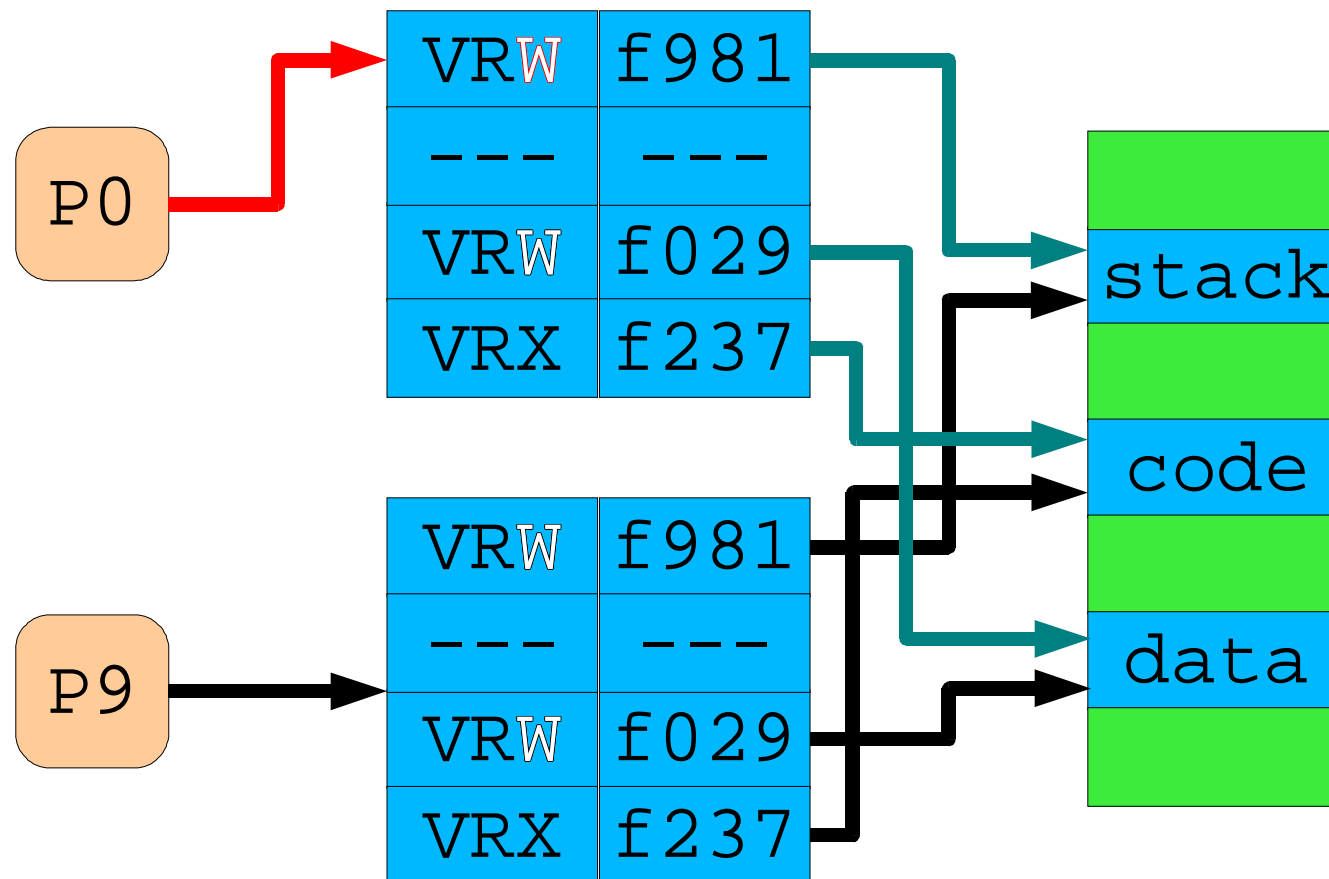 VRW f981
--- ---
P0
VRW f029
stack
VRX f237
code
VRW f981
--- ---
data
P9
VRW f029
VRX f237